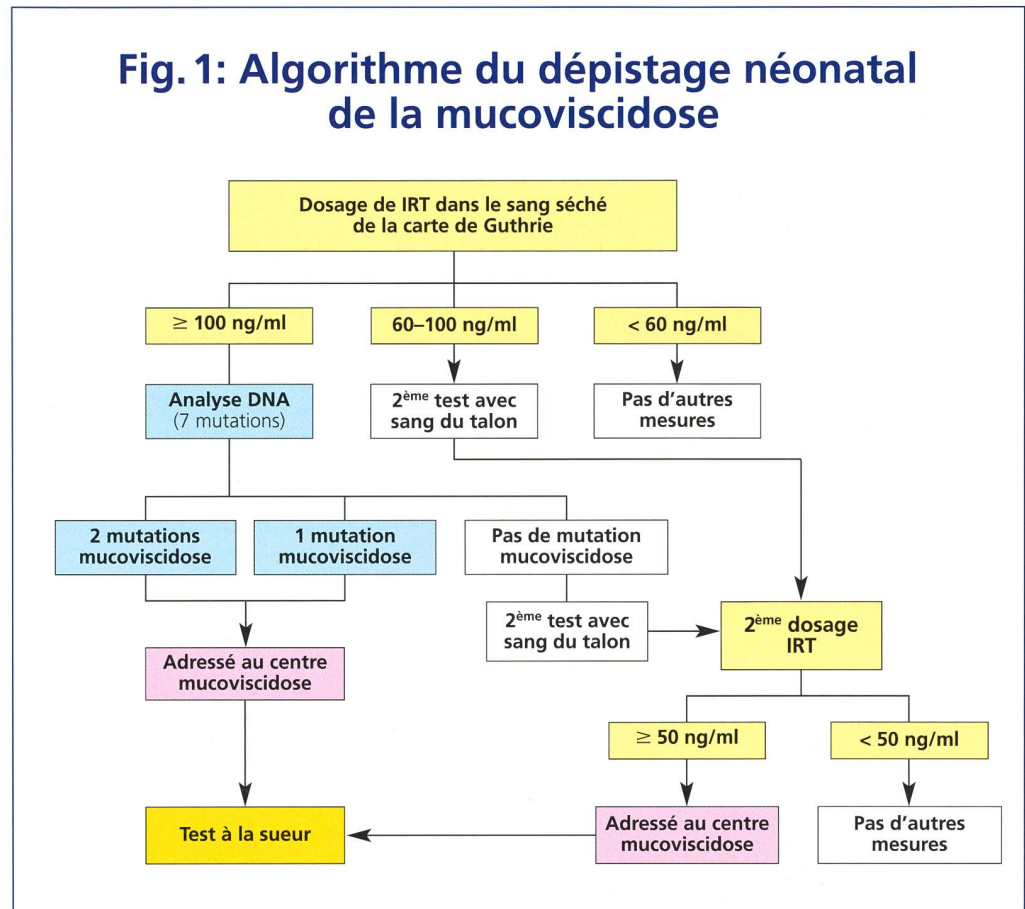 Fig. 1: Algorithme du dépistage néonatal
de la mucoviscidose
Dosage de IRT dans le sang séché
de la carte de Guthrie
≥ 100 ng/ml
60–100 ng/ml
< 60 ng/ml
Analyse DNA
(7 mutations)
2ème test avec
sang du talon
Pas d'autres
mesures
2 mutations
mucoviscidose
1 mutation
mucoviscidose
Pas de mutation
mucoviscidose
2ème test avec
sang du talon
2ème dosage
IRT
Adressé au centre
mucoviscidose
≥ 50 ng/ml
< 50 ng/ml
Test à la sueur
Adressé au centre
mucoviscidose
Pas d'autres
mesures